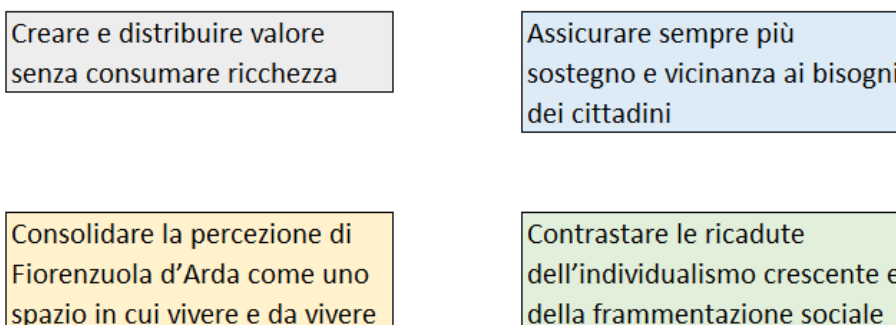 Creare e distribuire valore
senza consumare ricchezza
Assicurare sempre più
sostegno e vicinanza ai bisogni
dei cittadini
Consolidare la percezione di
Fiorenzuola d’Arda come uno
spazio in cui vivere e da vivere
Contrastare le ricadute
dell’individualismo crescente e
della frammentazione sociale